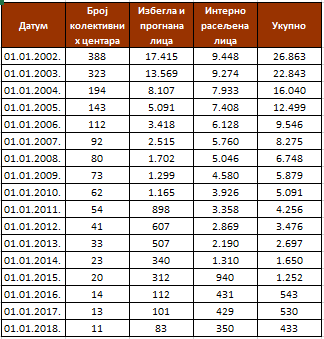 Датум | Број колективни х центара | Избегла и прогнана лица | Интерно расељена лица | Укупно
01.01.2002. | 388 | 17.415 | 9.448 | 26.863
01.01.2003. | 323 | 13.569 | 9.274 | 22.843
01.01.2004. | 194 | 8.107 | 7.933 | 16.040
01.01.2005. | 143 | 5.091 | 7.408 | 12.499
01.01.2006. | 112 | 3.418 | 6.128 | 9.546
01.01.2007. | 92 | 2.515 | 5.760 | 8.275
01.01.2008. | 80 | 1.702 | 5.046 | 6.748
01.01.2009. | 73 | 1.299 | 4.580 | 5.879
01.01.2010. | 62 | 1.165 | 3.926 | 5.091
01.01.2011. | 54 | 898 | 3.358 | 4.256
01.01.2012. | 41 | 607 | 2.869 | 3.476
01.01.2013. | 33 | 507 | 2.190 | 2.697
01.01.2014. | 23 | 340 | 1.310 | 1.650
01.01.2015. | 20 | 312 | 940 | 1.252
01.01.2016. | 14 | 112 | 431 | 543
01.01.2017. | 13 | 101 | 429 | 530
01.01.2018. | 11 | 83 | 350 | 433